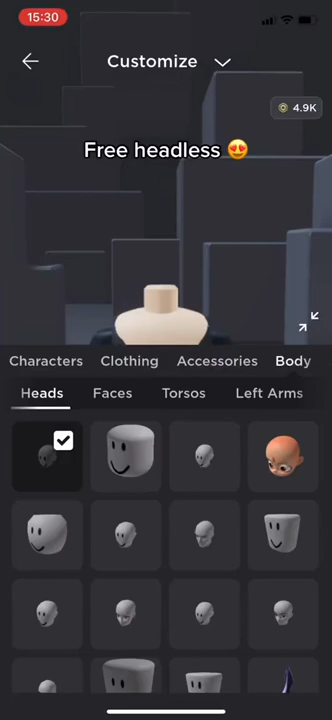 15:30
Customize
4.9K
Free headless 😍
Characters Clothing Accessories Body
Heads Faces Torsos Left Arms